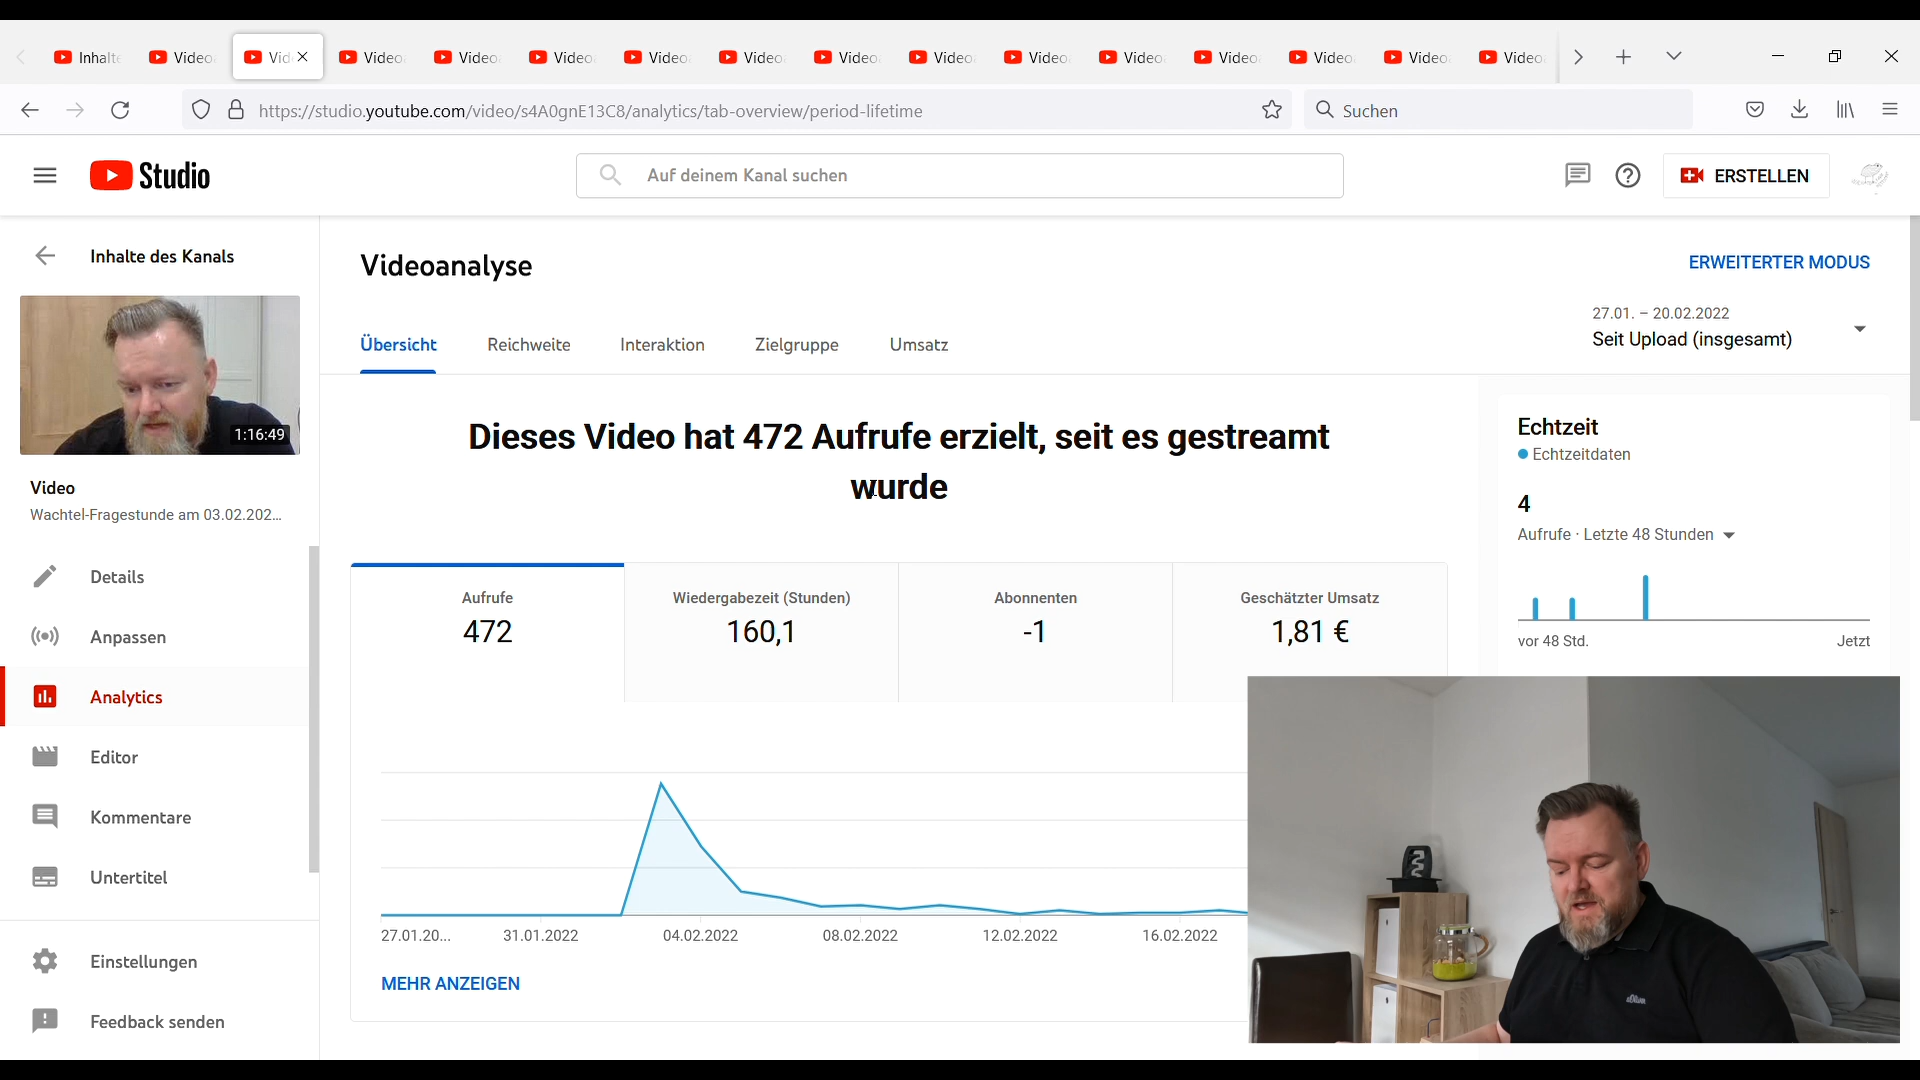 Inhalte
Video
Vid
Video
Video
Video
Video
Video
Video
Video
Video
Video
Video
Video
Video
Video
https://studio.youtube.com/video/s4A0gnE13C8/analytics/tab-overview/period-lifetime
Suchen
Studio
Auf deinem Kanal suchen
ERSTELLEN
Inhalte des Kanals
1:16:49
Video
Wachtel-Fragestunde am 03.02.202...
Details
Anpassen
Analytics
Editor
Kommentare
Untertitel
Einstellungen
Feedback senden
Videoanalyse
ERWEITERTER MODUS
27.01. – 20.02.2022
Seit Upload (insgesamt)
Übersicht
Reichweite
Interaktion
Zielgruppe
Umsatz
Dieses Video hat 472 Aufrufe erzielt, seit es gestreamt
wurde
Aufrufe
472
Wiedergabezeit (Stunden)
160,1
Abonnenten
-1
Geschätzter Umsatz
1,81 €
27.01.20...
31.01.2022
04.02.2022
08.02.2022
12.02.2022
16.02.2022
MEHR ANZEIGEN
Echtzeit
Echtzeitdaten
4
Aufrufe · Letzte 48 Stunden
vor 48 Std.
Jetzt
s.Oliver